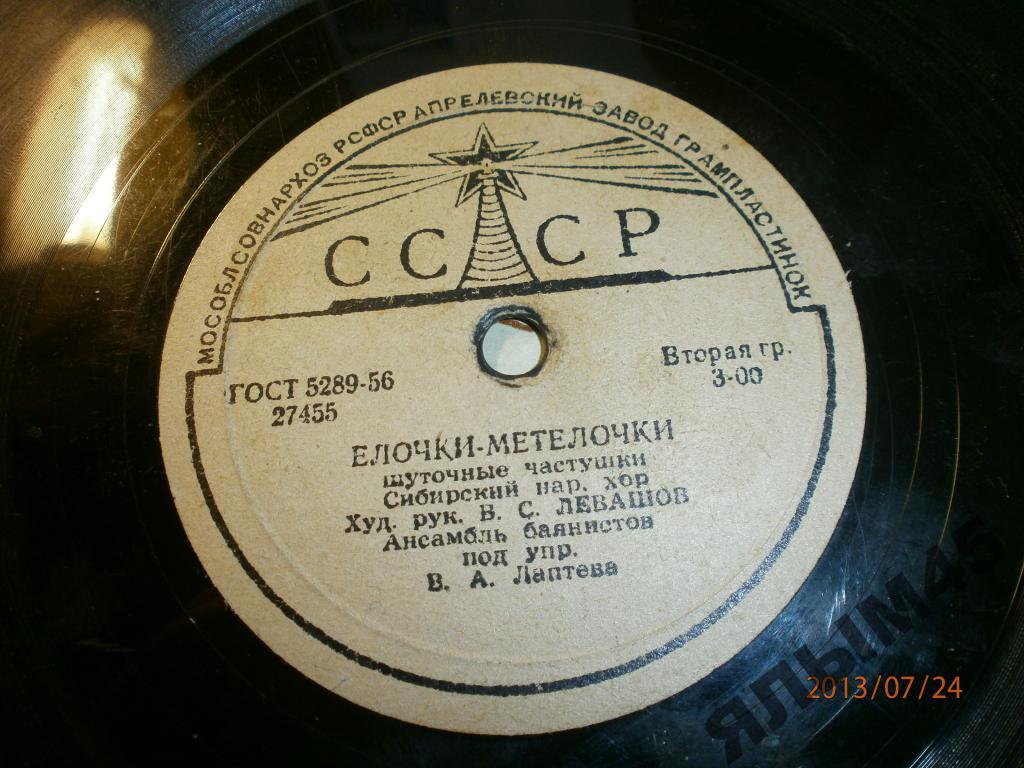 МОСОБЛСОВНАРХОЗ РСФСР АПРЕЛЕВСКИЙ ЗАВОД ГРАМПЛАСТИНОК
СССР
ГОСТ 5289-56
27455
Вторая гр.
3-00
ЕЛОЧКИ-МЕТЕЛОЧКИ
шуточные частушки
Сибирский нар. хор
Худ. рук. В. С. ЛЕВАШОВ
Ансамбль баянистов
под упр.
В. А. Лаптева
ЯЛЫМ45
2013/07/24